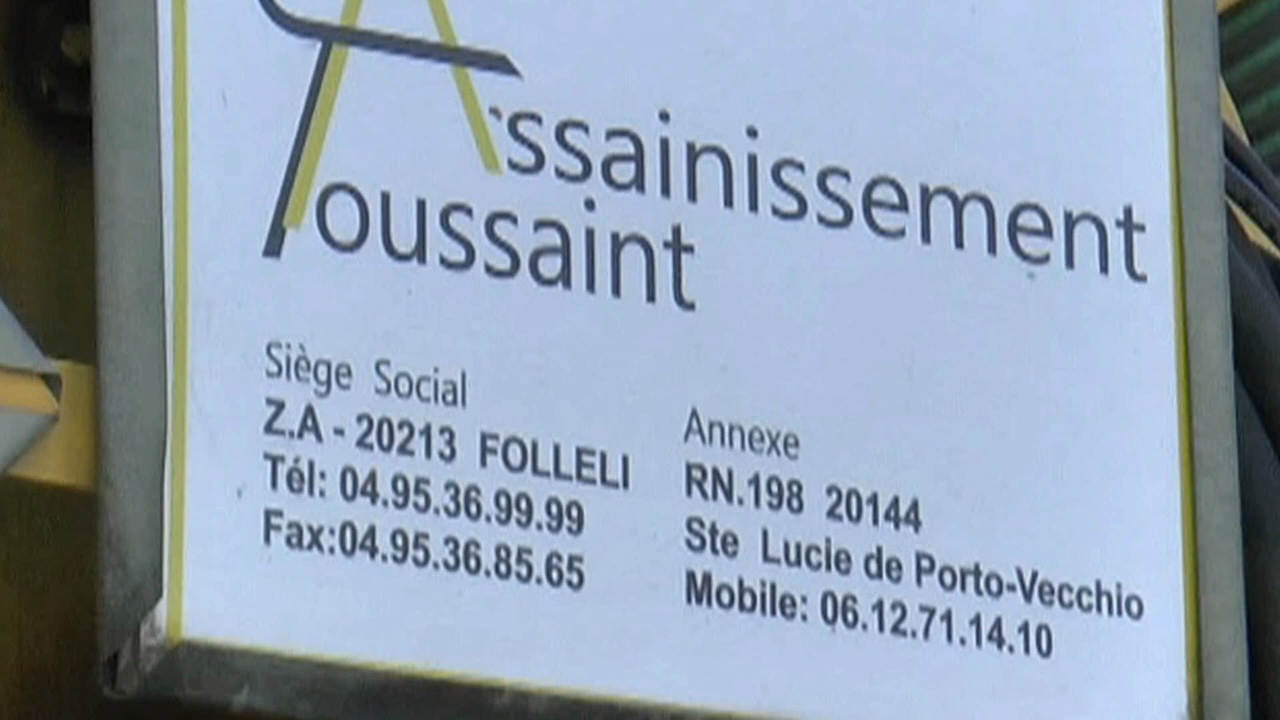 Assainissement
Toussaint
Siège Social
Z.A - 20213 FOLLELI
Tél: 04.95.36.99.99
Fax:04.95.36.85.65
Annexe
RN.198 20144
Ste Lucie de Porto-Vecchio
Mobile: 06.12.71.14.10